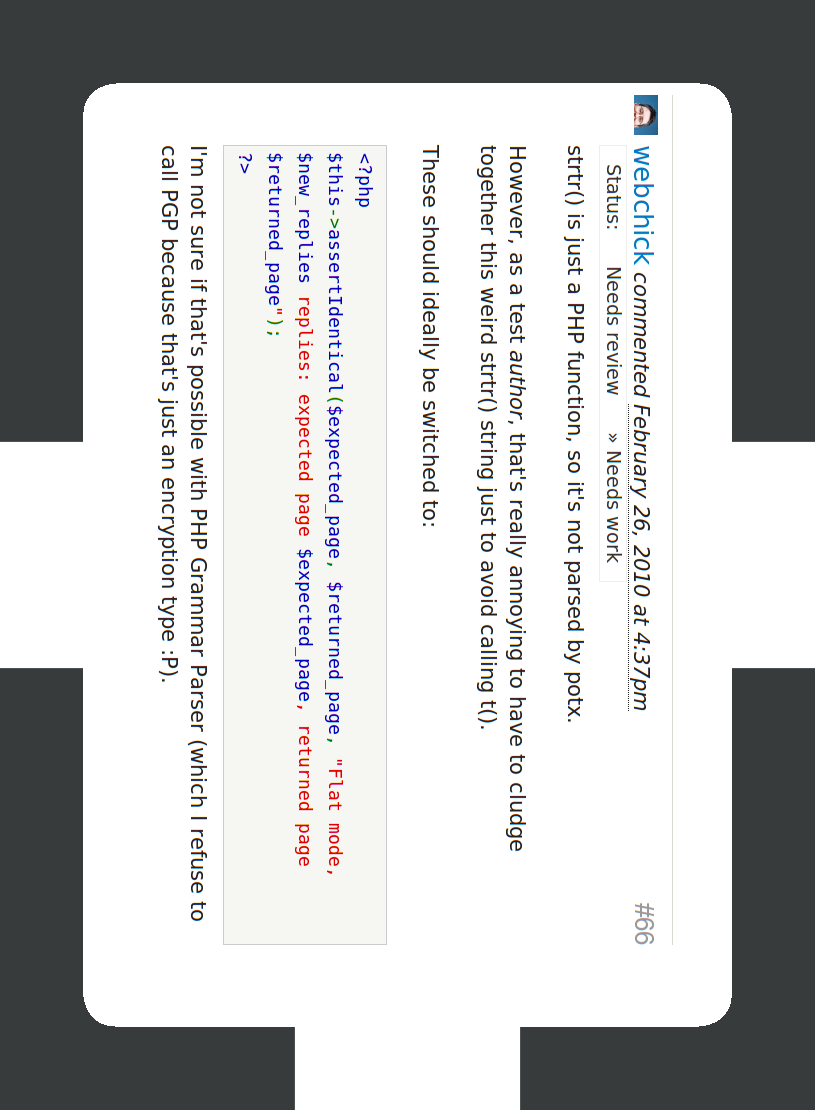 webchick commented February 26, 2010 at 4:37pm #66
Status: Needs review » Needs work
strtr() is just a PHP function, so it's not parsed by potx.
However, as a test author, that's really annoying to have to cludge
together this weird strtr() string just to avoid calling t().
These should ideally be switched to:
<?php
$this->assertIdentical($expected_page, $returned_page, "Flat mode,
$new_replies replies: expected page $expected_page, returned page
$returned_page");
?>
I'm not sure if that's possible with PHP Grammar Parser (which I refuse to
call PGP because that's just an encryption type :P).